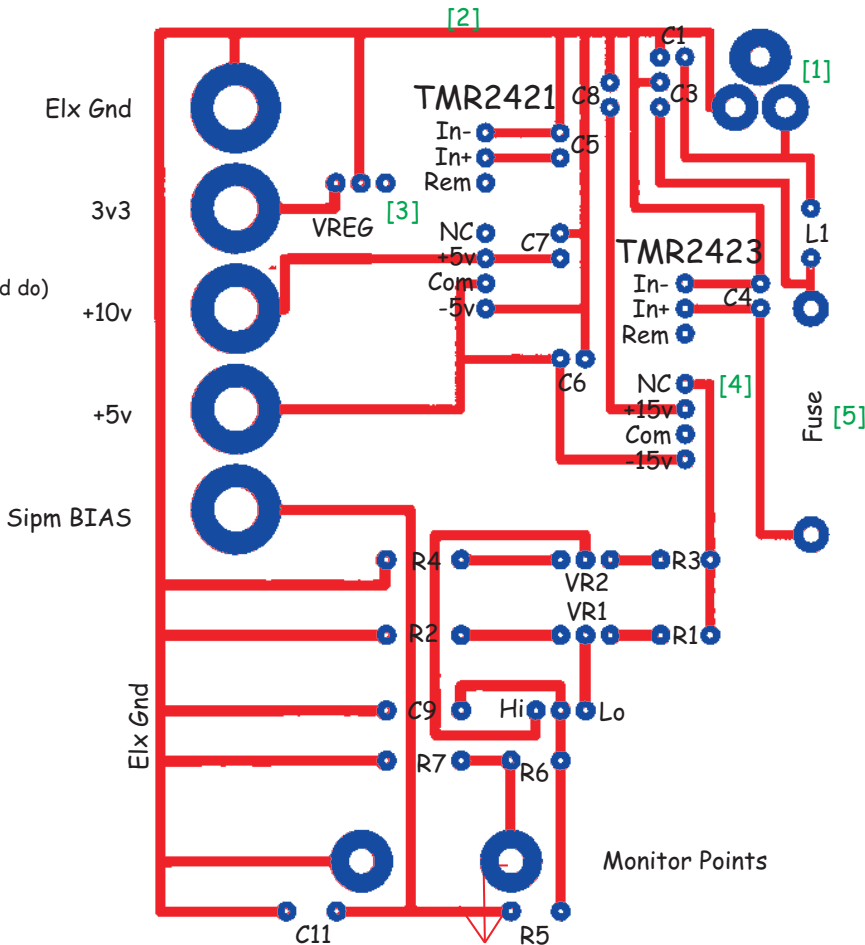 [2]
C1
[1]
Elx Gnd
TMR2421
C8
C3
In-
C5
In+
Rem
3v3
VREG
[3]
NC
C7
L1
+5v
TMR2423
d do)
Com
In-
C4
+10v
-5v
In+
Rem
C6
NC
[4]
+5v
+15v
Fuse
[5]
Com
-15v
Sipm BIAS
R4
R3
VR2
VR1
R2
R1
Elx Gnd
C9
Hi
Lo
R7
R6
Monitor Points
C11
R5